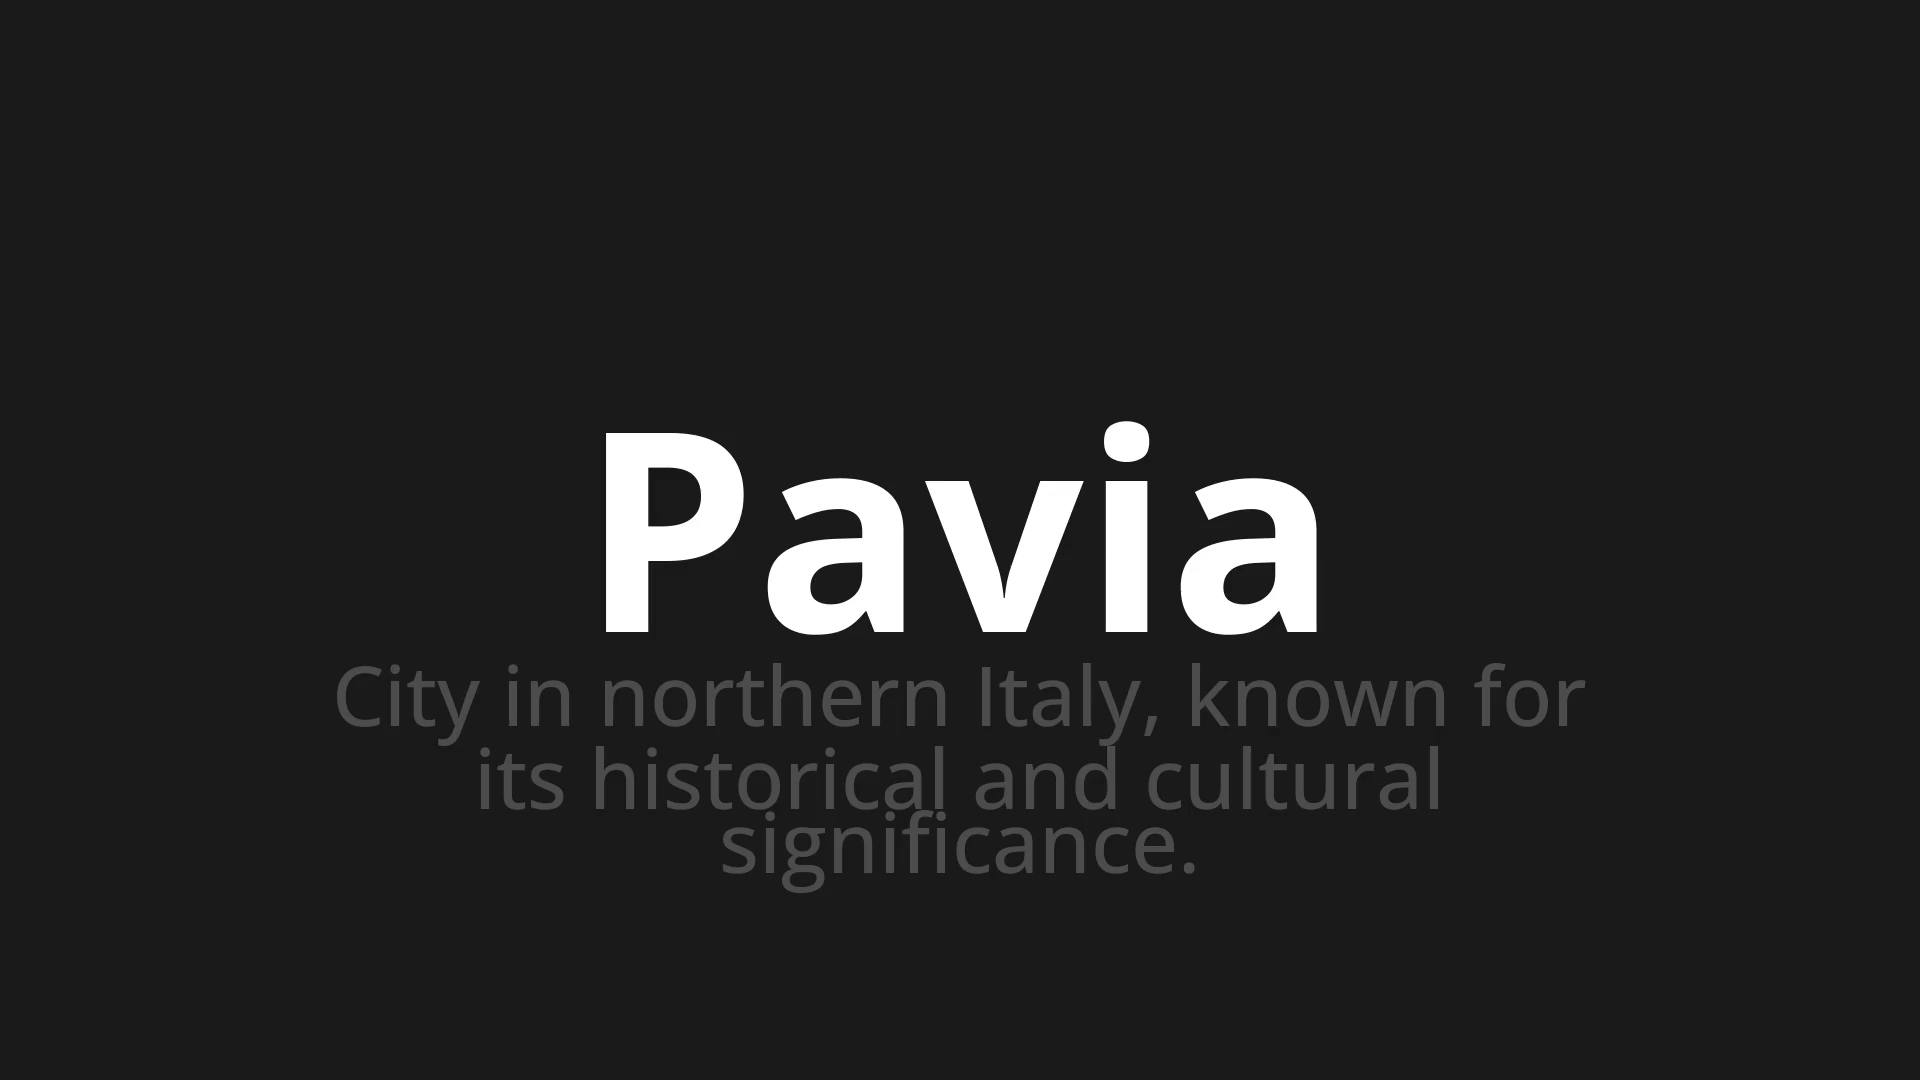 Pavia
City in northern Italy, known for
its historical and cultural
significance.